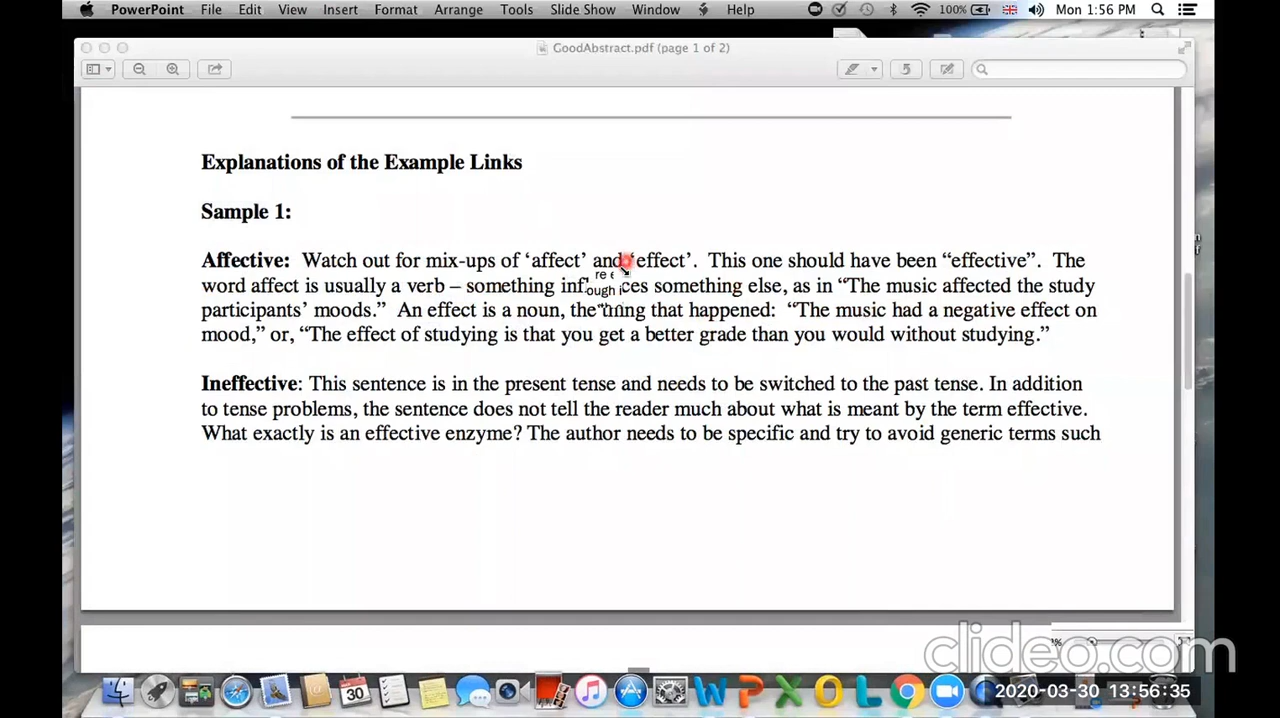 PowerPoint File Edit View Insert Format Arrange Tools Slide Show Window Help 100% Mon 1:56 PM
GoodAbstract.pdf (page 1 of 2)
Explanations of the Example Links
Sample 1:
Affective: Watch out for mix-ups of ‘affect’ and ‘effect’. This one should have been “effective”. The
word affect is usually a verb – something something else, as in “The music affected the study
participants’ moods.” An effect is a noun, the thing that happened: “The music had a negative effect on
mood,” or, “The effect of studying is that you get a better grade than you would without studying.”
Ineffective: This sentence is in the present tense and needs to be switched to the past tense. In addition
to tense problems, the sentence does not tell the reader much about what is meant by the term effective.
What exactly is an effective enzyme? The author needs to be specific and try to avoid generic terms such
clideo.com
30
2020-03-30 13:56:35